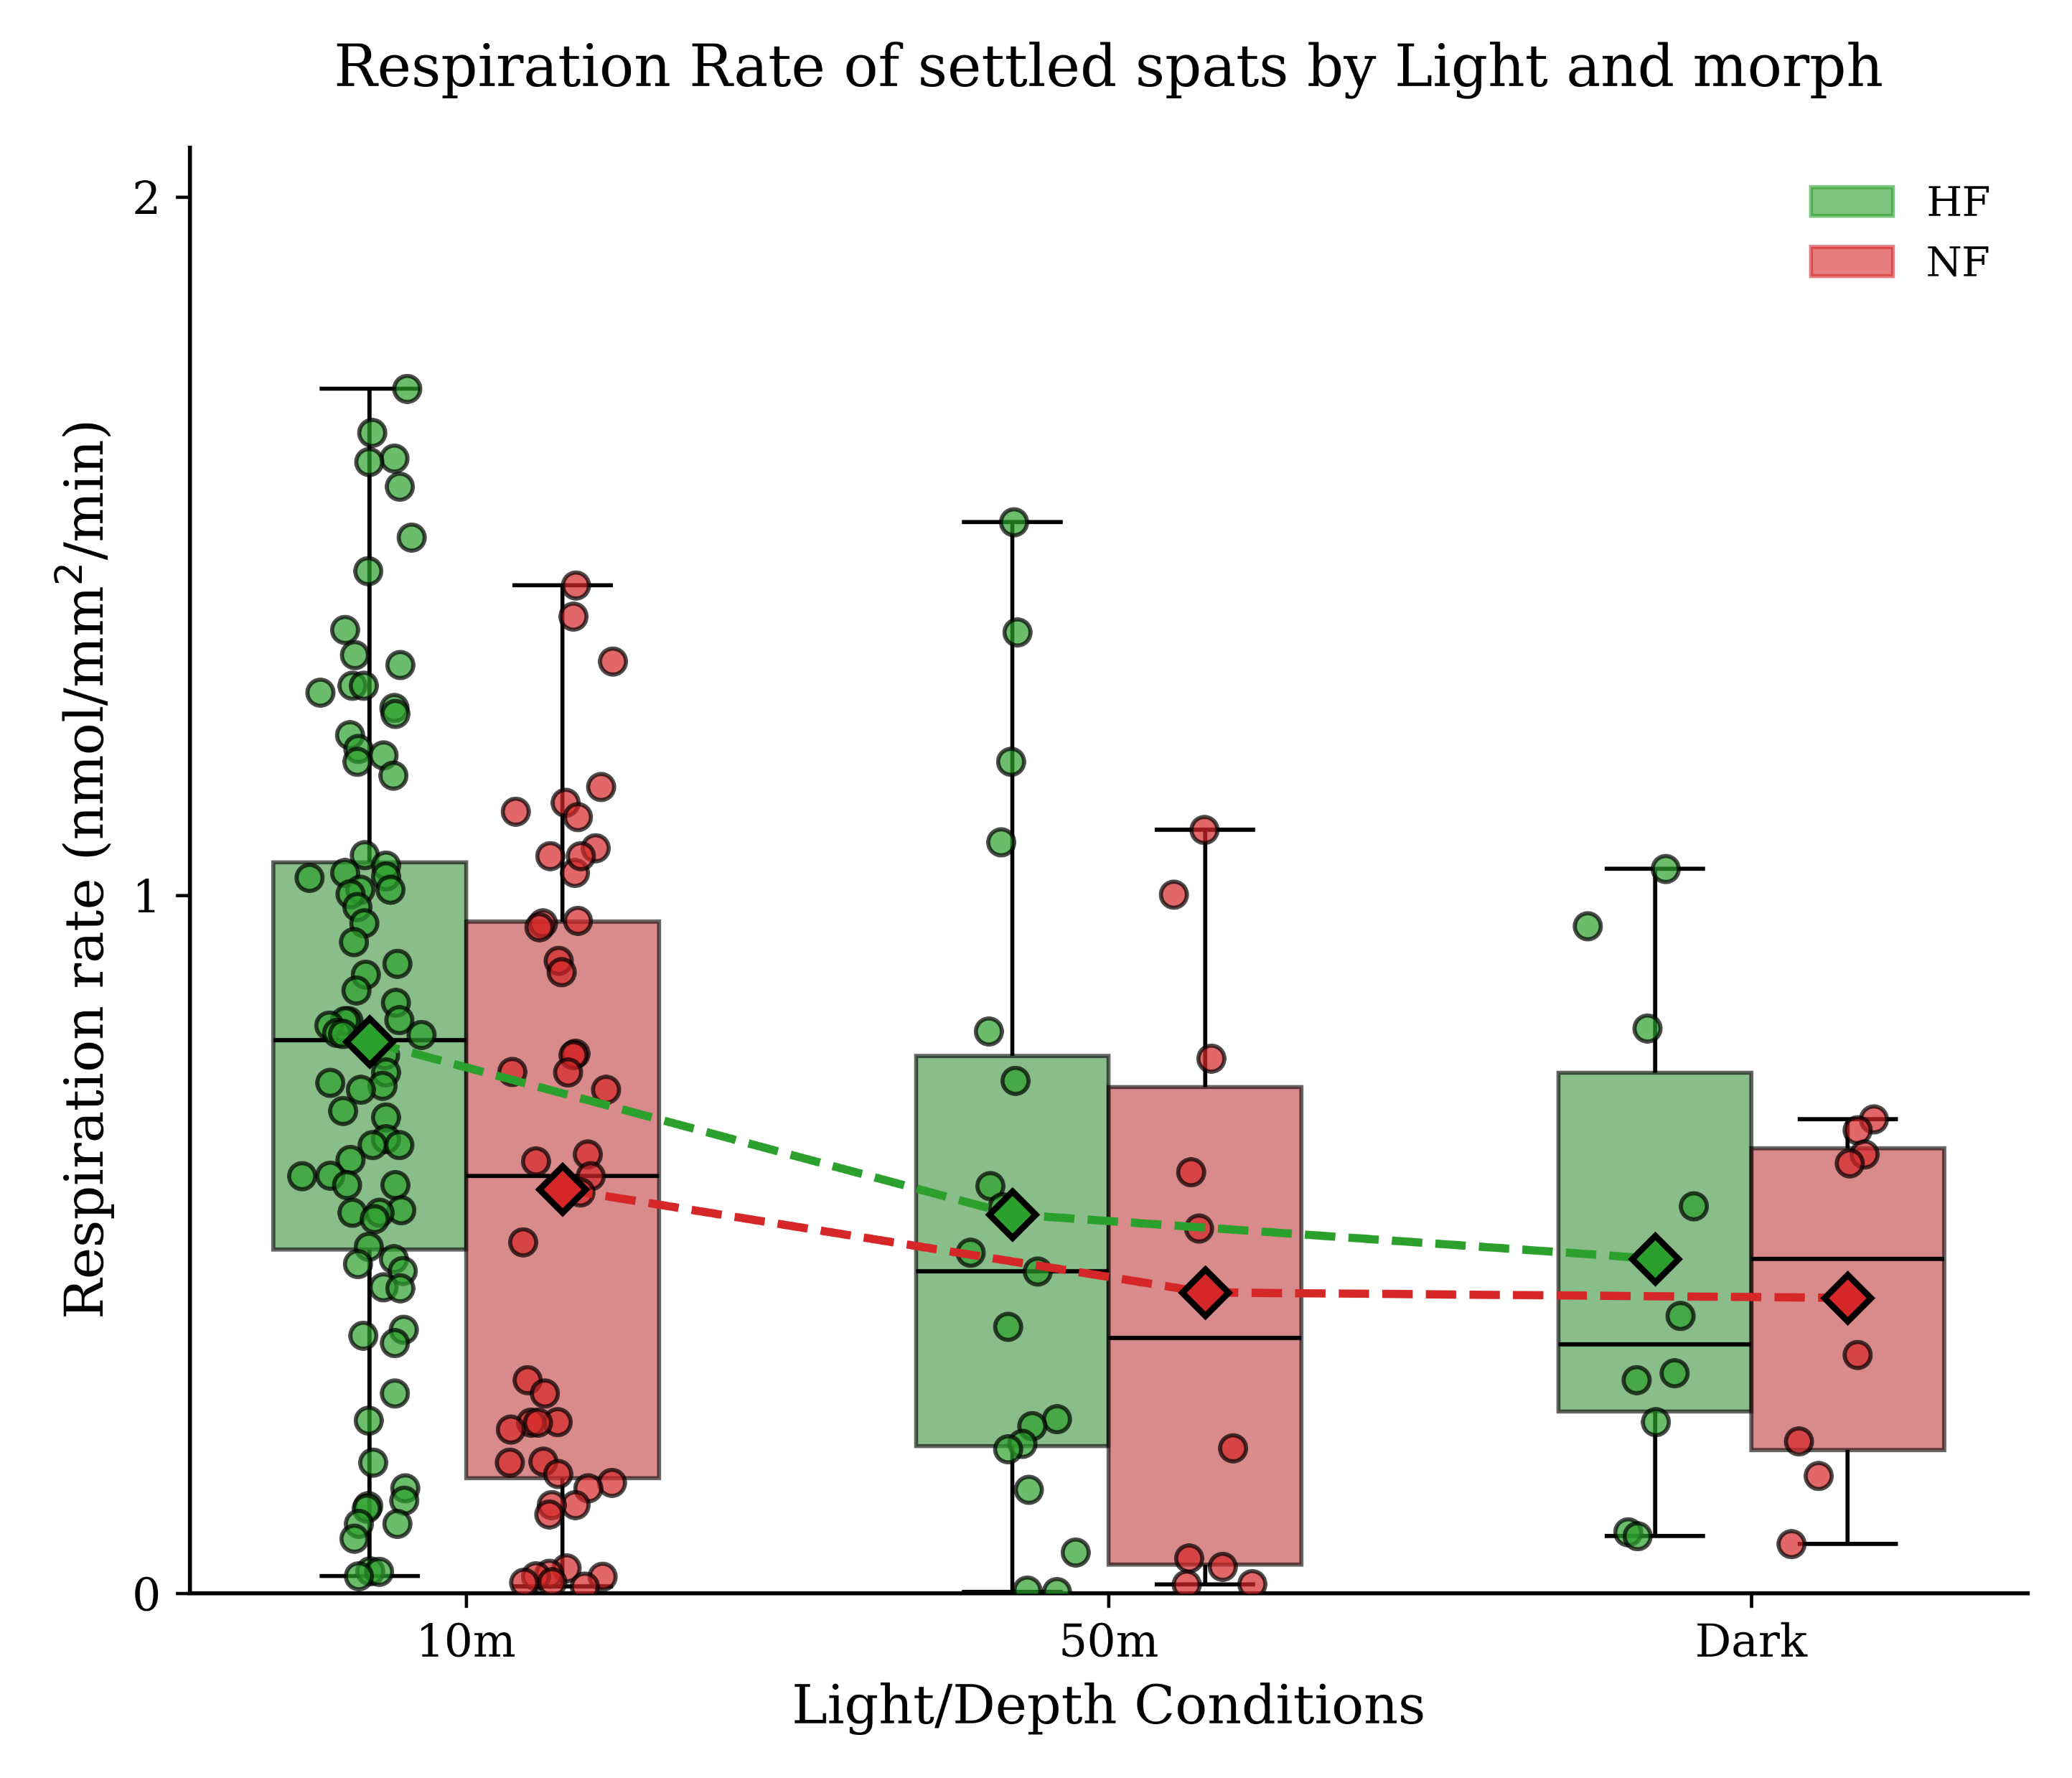 Respiration Rate of settled spats by Light and morph
HF
NF
Respiration rate (nmol/mm²/min)
2
1
0
10m
50m
Dark
Light/Depth Conditions